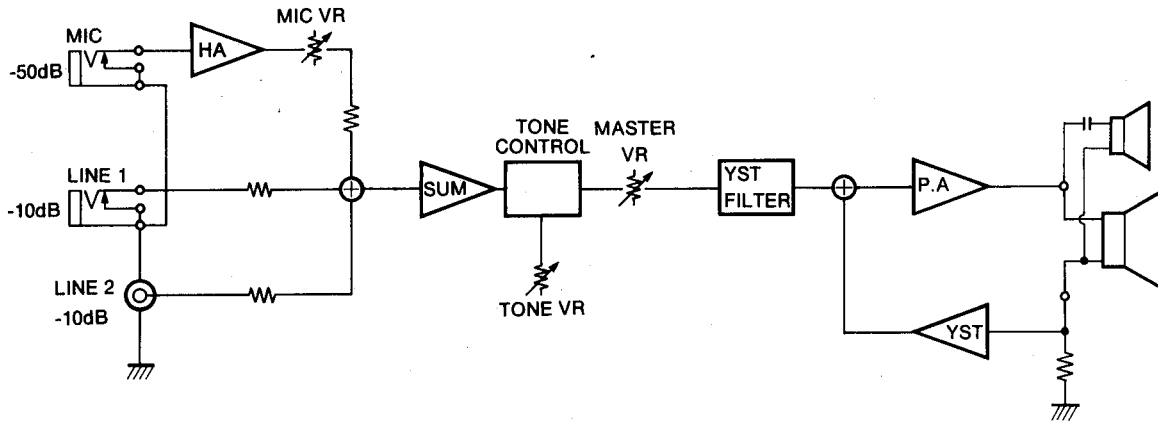 MIC
-50dB
HA
MIC VR
LINE 1
-10dB
LINE 2
-10dB
SUM
TONE
CONTROL
TONE VR
MASTER
VR
YST
FILTER
P.A
YST